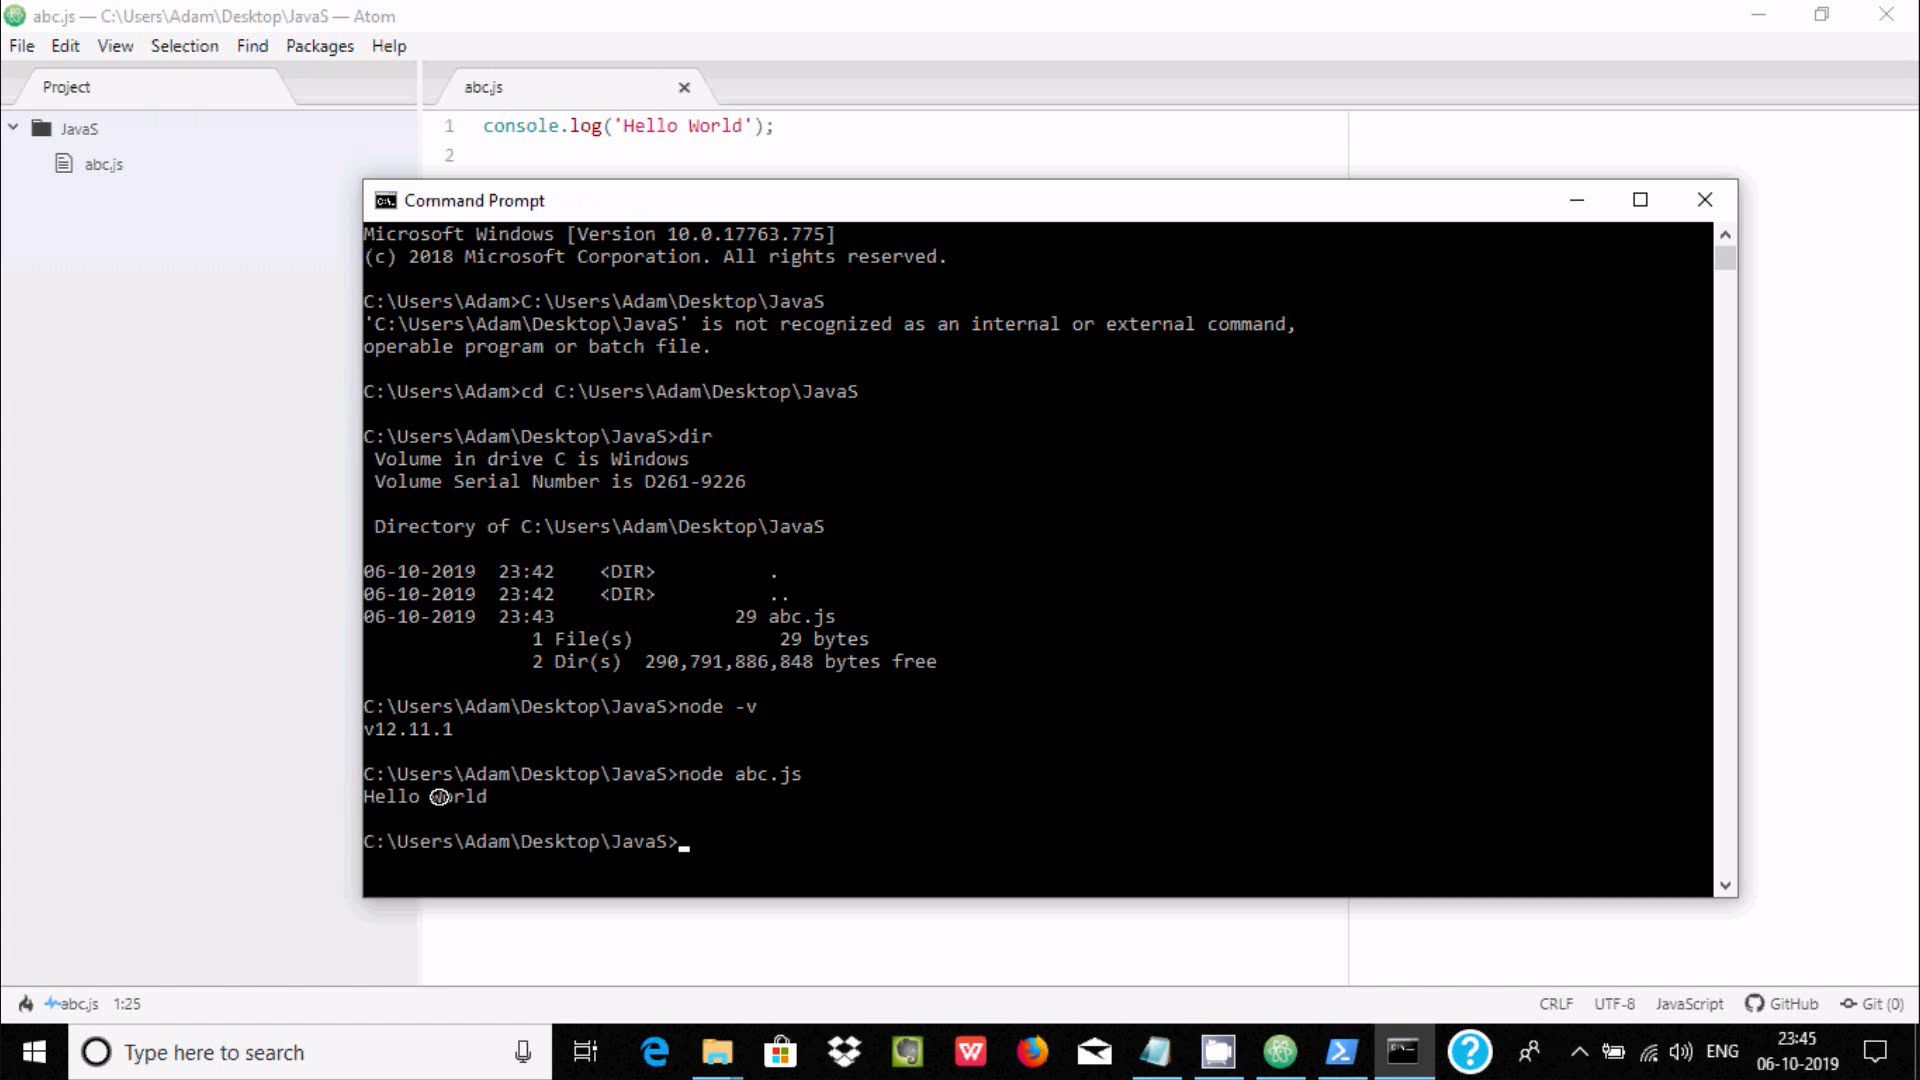 abc.js — C:\Users\Adam\Desktop\JavaS — Atom
File Edit View Selection Find Packages Help
Project
abc.js
JavaS
abc.js
1 console.log('Hello World');
2
Command Prompt
Microsoft Windows [Version 10.0.17763.775]
(c) 2018 Microsoft Corporation. All rights reserved.
C:\Users\Adam>C:\Users\Adam\Desktop\JavaS
'C:\Users\Adam\Desktop\JavaS' is not recognized as an internal or external command,
operable program or batch file.
C:\Users\Adam>cd C:\Users\Adam\Desktop\JavaS
C:\Users\Adam\Desktop\JavaS>dir
Volume in drive C is Windows
Volume Serial Number is D261-9226
Directory of C:\Users\Adam\Desktop\JavaS
06-10-2019 23:42 <DIR> .
06-10-2019 23:42 <DIR> ..
06-10-2019 23:43 29 abc.js
1 File(s) 29 bytes
2 Dir(s) 290,791,886,848 bytes free
C:\Users\Adam\Desktop\JavaS>node -v
v12.11.1
C:\Users\Adam\Desktop\JavaS>node abc.js
Hello World
C:\Users\Adam\Desktop\JavaS>
abc.js 1:25 CRLF UTF-8 JavaScript GitHub Git (0)
Type here to search
ENG
23:45
06-10-2019